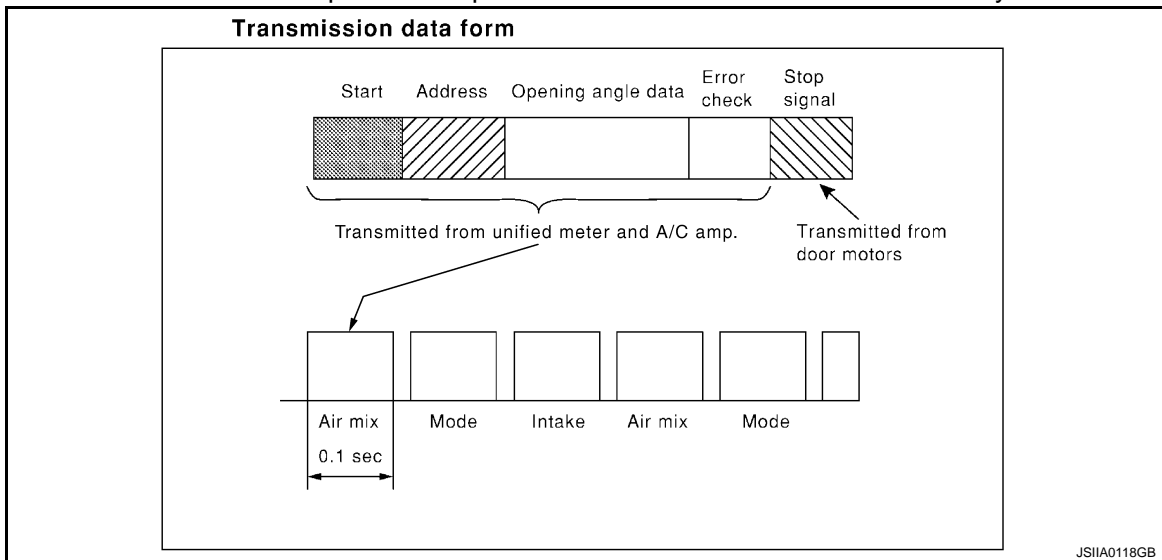 Transmission data form
Start Address Opening angle data Error check Stop signal
Transmitted from unified meter and A/C amp.
Transmitted from door motors
Air mix Mode Intake Air mix Mode
0.1 sec
JSIIA0118GB